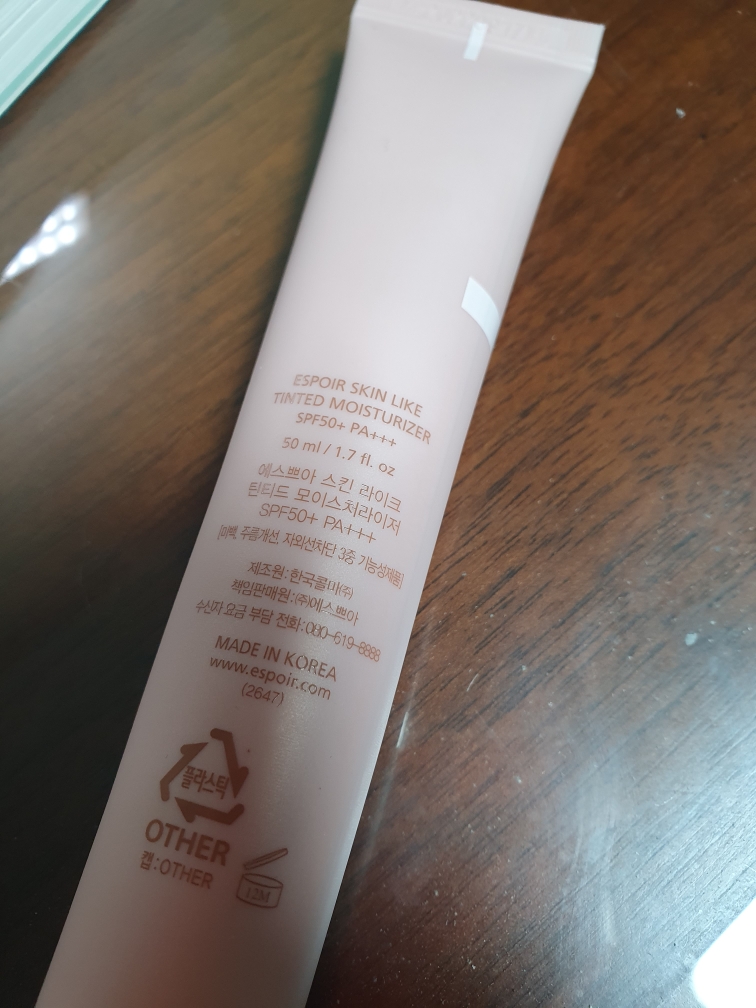 ESPOIR SKIN LIKE
TINTED MOISTURIZER
SPF50+ PA+++
50 ml / 1.7 fl. oz
에스쁘아 스킨 라이크
틴티드 모이스처라이저
SPF50+ PA+++
[미백, 주름개선, 자외선차단 3중 기능성제품]
제조원:한국콜마(주)
책임판매원:(주)에스쁘아
수신자 요금 부담 전화:080-619-8888
MADE IN KOREA
www.espoir.com
(2647)
플라스틱
OTHER
캡:OTHER
12M